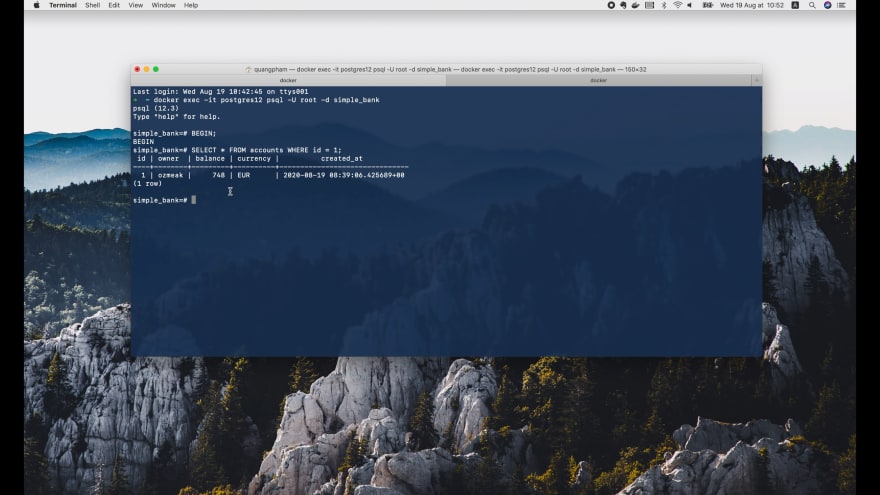 Terminal Shell Edit View Window Help Wed 19 Aug at 10:52 A
quangpham — docker exec -it postgres12 psql -U root -d simple_bank — docker exec -it postgres12 psql -U root -d simple_bank — 150×32
docker docker +
Last login: Wed Aug 19 10:42:45 on ttys001
➜ ~ docker exec -it postgres12 psql -U root -d simple_bank
psql (12.3)
Type "help" for help.
simple_bank=# BEGIN;
BEGIN
simple_bank=# SELECT * FROM accounts WHERE id = 1;
id | owner | balance | currency | created_at
----+--------+---------+----------+-------------------------------
1 | ozmeak | 748 | EUR | 2020-08-19 08:39:06.425689+00
(1 row)
simple_bank=#